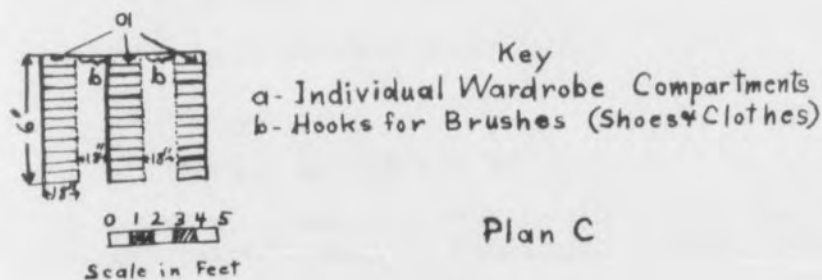 a
Key
a - Individual Wardrobe Compartments
b - Hooks for Brushes (Shoes & Clothes)
b b
6'
18" 18"
18"
0 1 2 3 4 5
Scale in Feet
Plan C